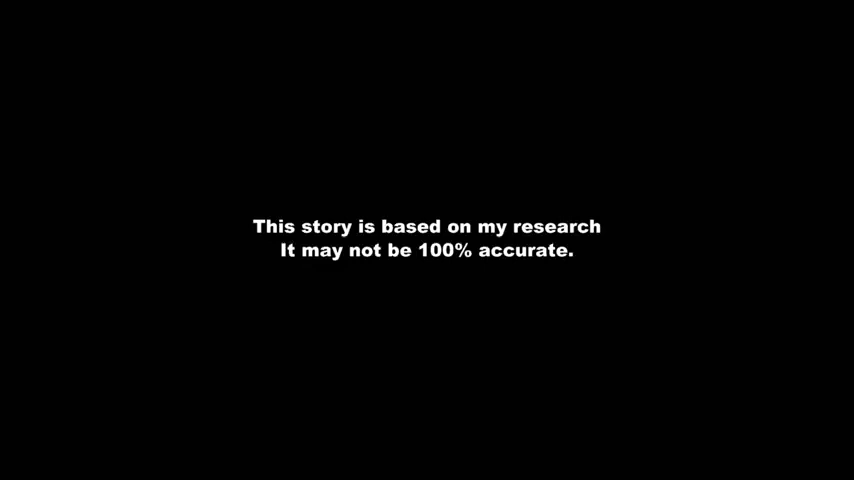 This story is based on my research
It may not be 100% accurate.